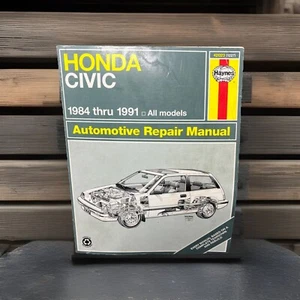 HONDA
CIVIC
1984 thru 1991 □ All models
Haynes
Automotive Repair Manual